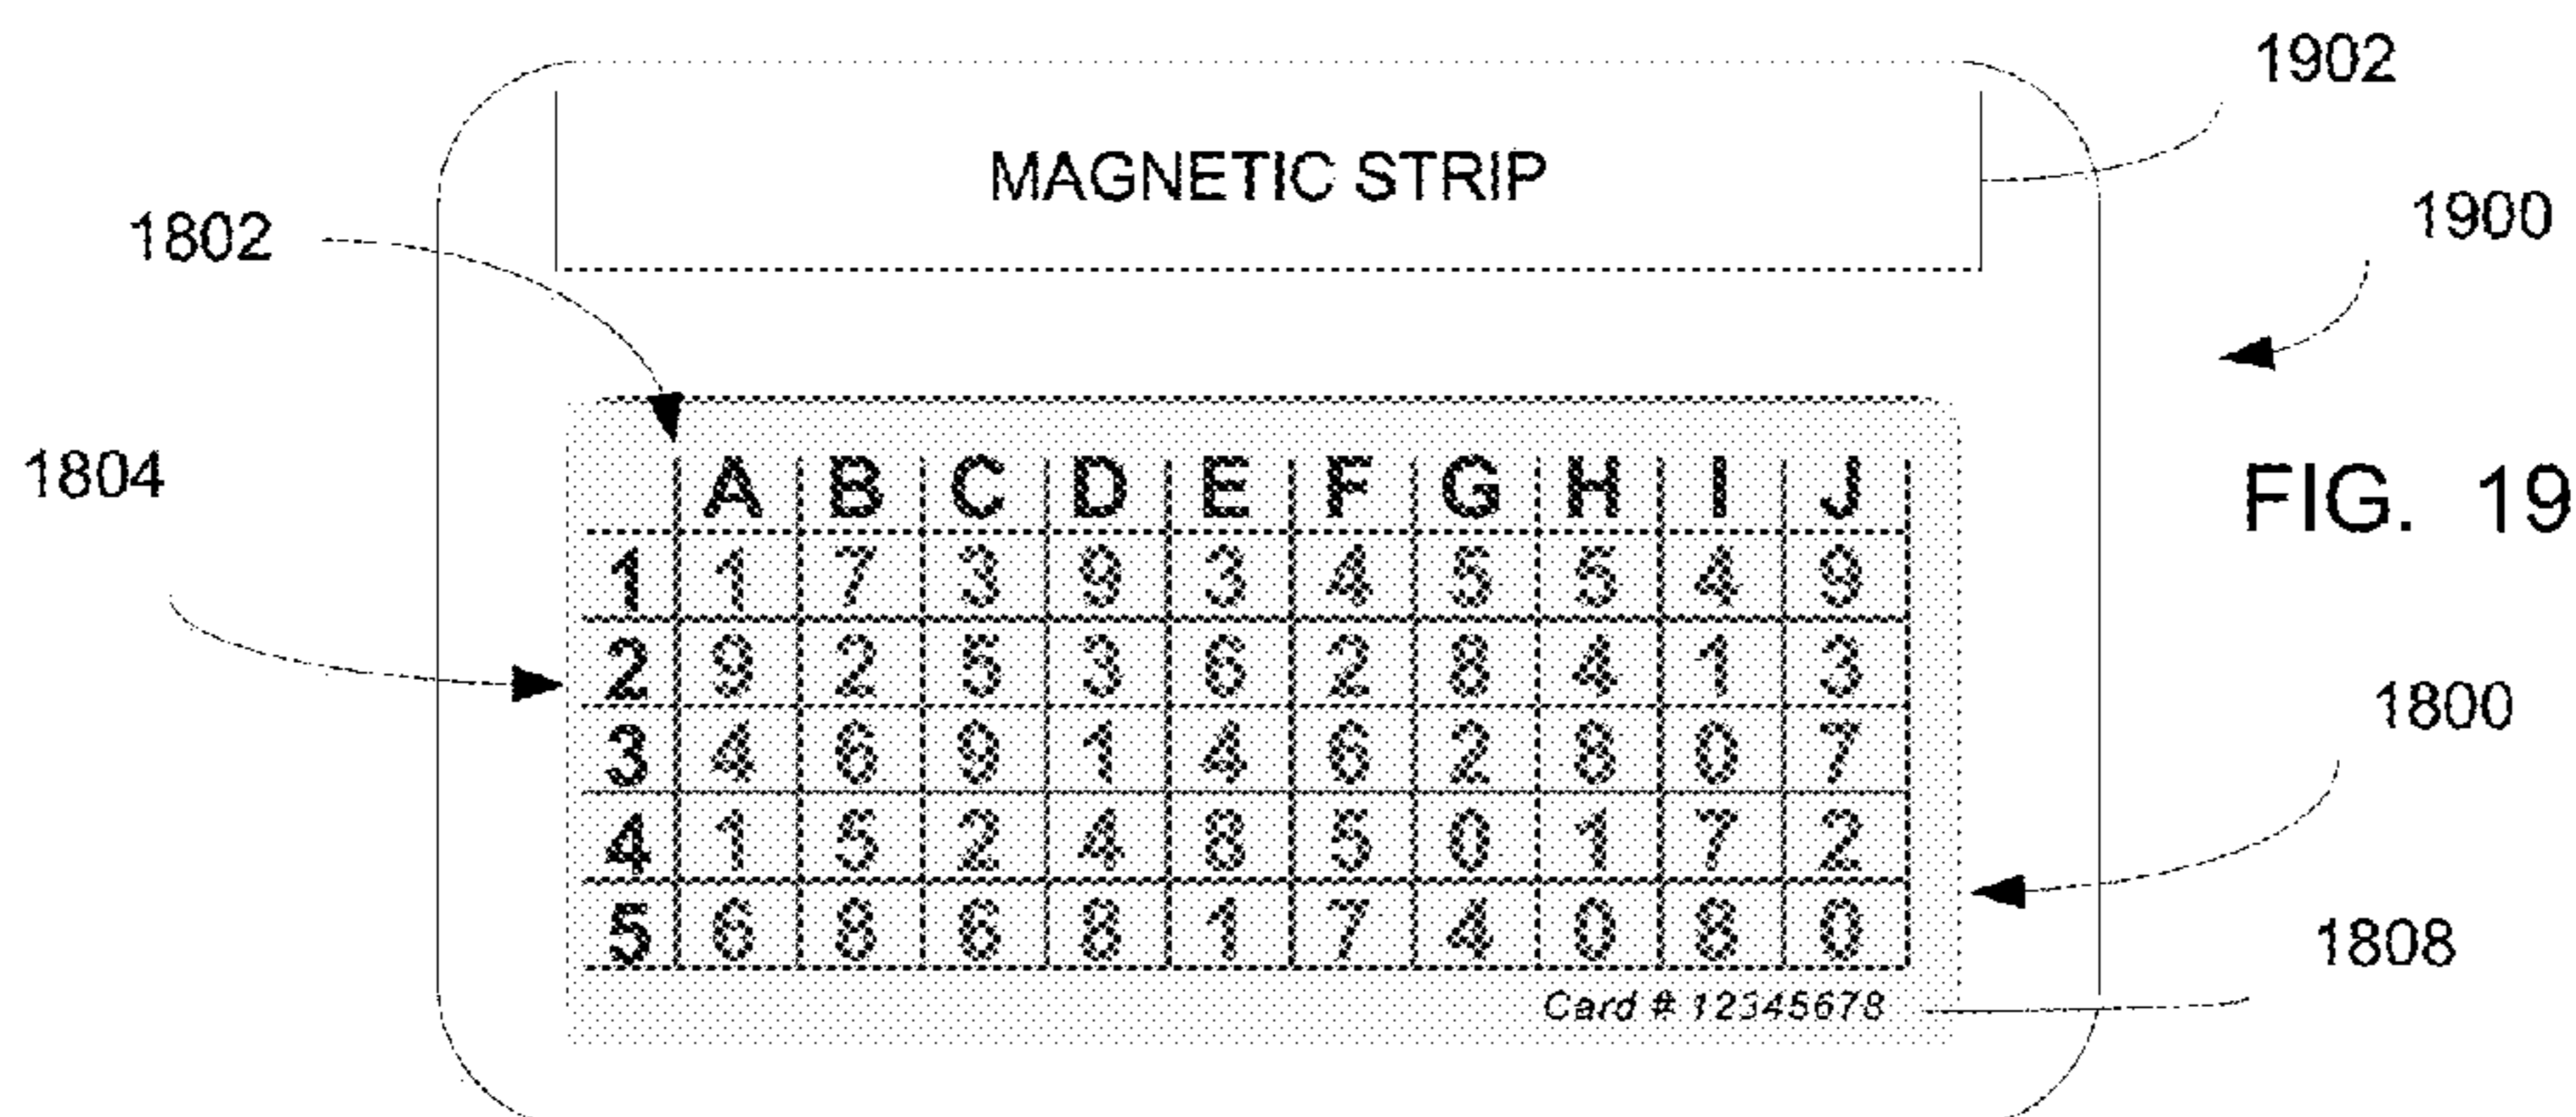 1902
MAGNETIC STRIP
1900
1802
1804
FIG. 19
A B C D E F G H I J
1 1 7 3 9 3 4 5 5 4 9
2 9 2 5 3 6 2 8 4 1 3
3 4 6 9 1 4 6 2 8 0 7
4 1 5 2 4 8 5 0 1 7 2
5 6 8 6 8 1 7 4 0 8 0
1800
1808
Card # 12345678